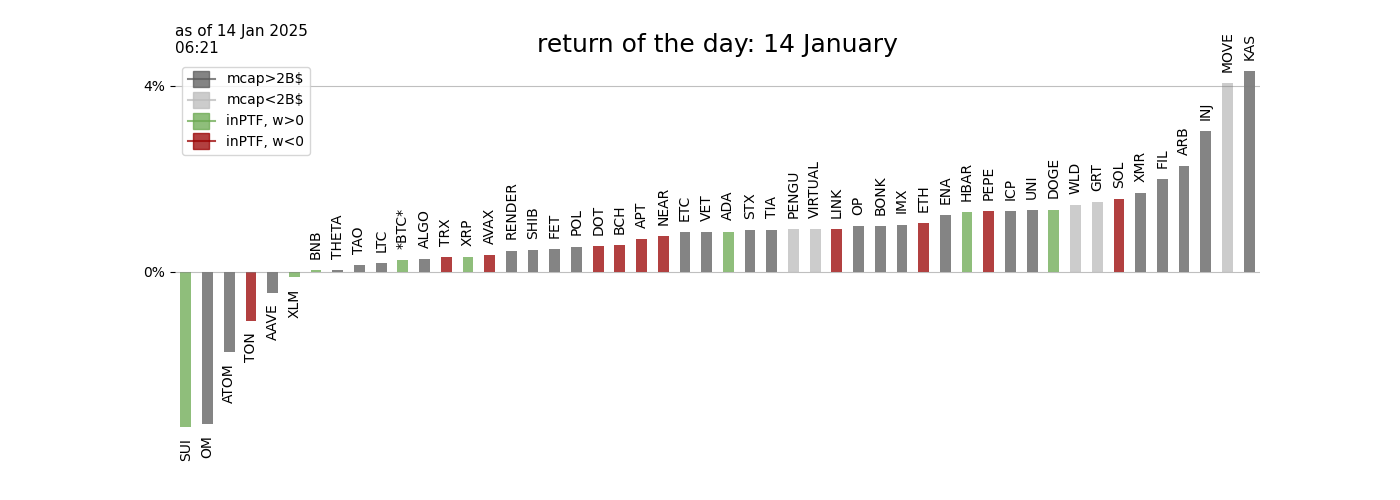 as of 14 Jan 2025
06:21
return of the day: 14 January
mcap>2B$
mcap<2B$
inPTF, w>0
inPTF, w<0
4%
0%
SUI
OM
ATOM
TON
AAVE
XLM
BNB
THETA
TAO
LTC
*BTC*
ALGO
TRX
XRP
AVAX
RENDER
SHIB
FET
POL
DOT
BCH
APT
NEAR
ETC
VET
ADA
STX
TIA
PENGU
VIRTUAL
LINK
OP
BONK
IMX
ETH
ENA
HBAR
PEPE
ICP
UNI
DOGE
WLD
GRT
SOL
XMR
FIL
ARB
INJ
MOVE
KAS